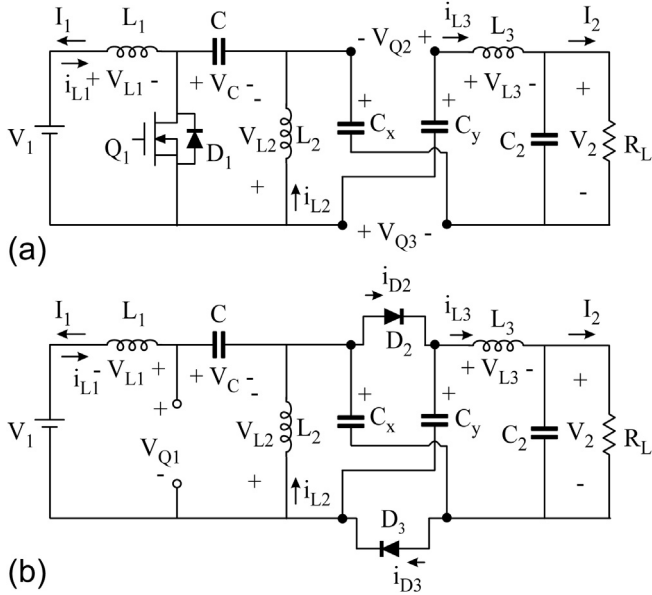 I1 L1 C - VQ2 + iL3 L3 I2
iL1 + VL1 - + VC - - + VL3 -
V1 Q1 D1 VL2 L2 + Cx + Cy C2 + V2 - RL
+ iL2
(a) + VQ3 -
iD2
I1 L1 C D2 iL3 L3 I2
iL1 - VL1 + + VC - - + VL3 -
V1 + VQ1 - VL2 L2 + Cx + Cy C2 + V2 - RL
+ iL2
D3
(b) iD3